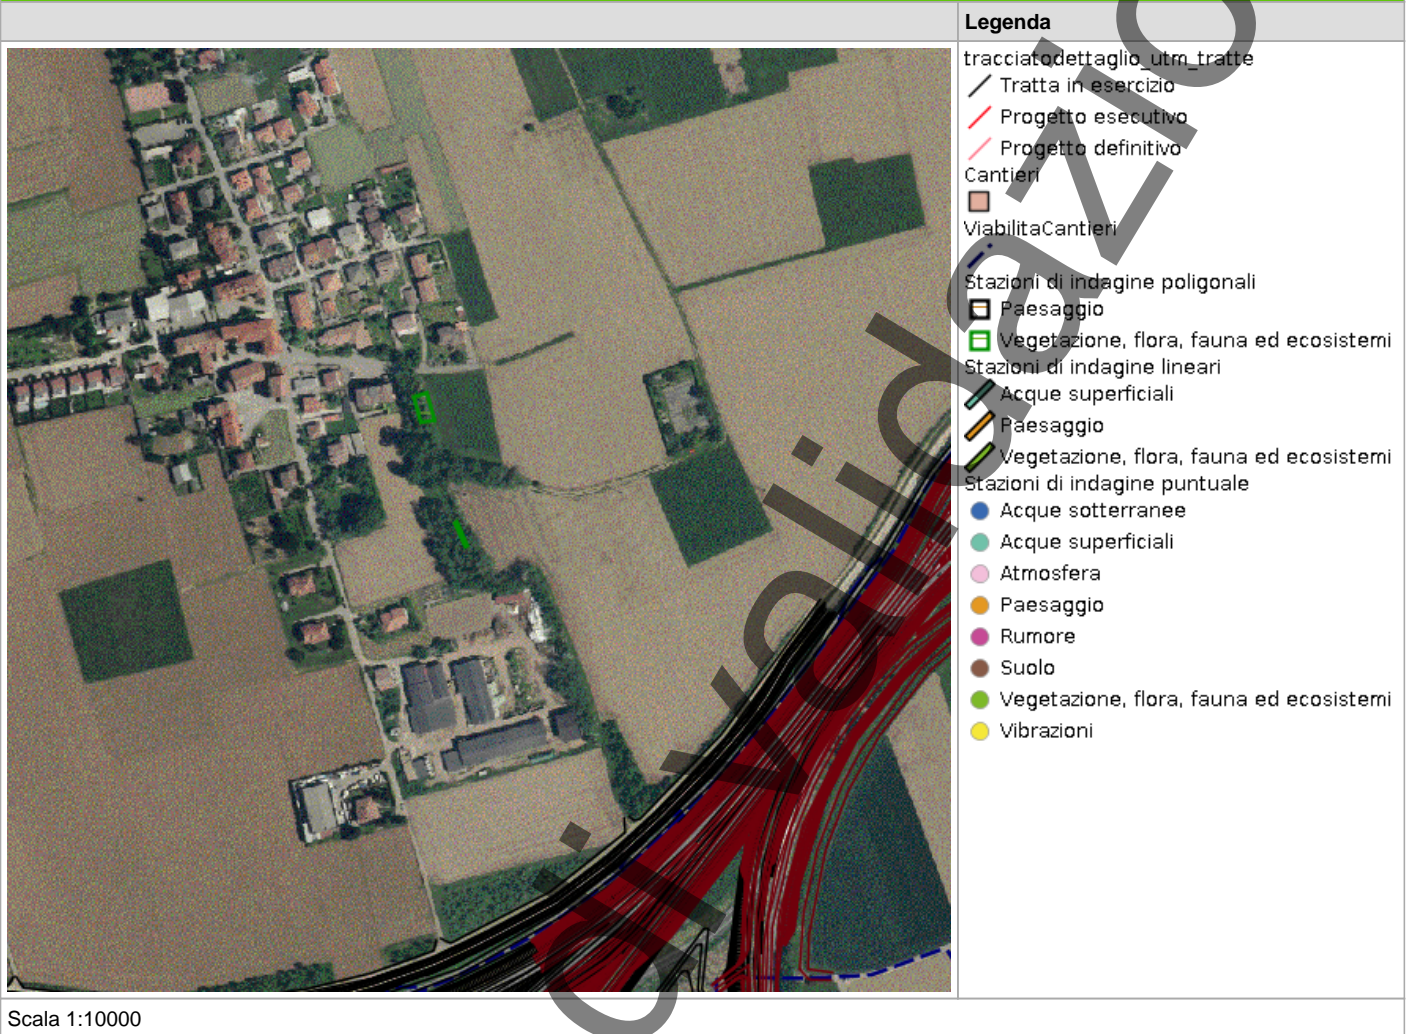 Legenda
tracciatodettaglio_utm_tratte
Tratta in esercizio
Progetto esecutivo
Progetto definitivo
Cantieri
ViabilitaCantieri
Stazioni di indagine poligonali
Paesaggio
Vegetazione, flora, fauna ed ecosistemi
Stazioni di indagine lineari
Acque superficiali
Paesaggio
Vegetazione, flora, fauna ed ecosistemi
Stazioni di indagine puntuale
Acque sotterranee
Acque superficiali
Atmosfera
Paesaggio
Rumore
Suolo
Vegetazione, flora, fauna ed ecosistemi
Vibrazioni
Scala 1:10000